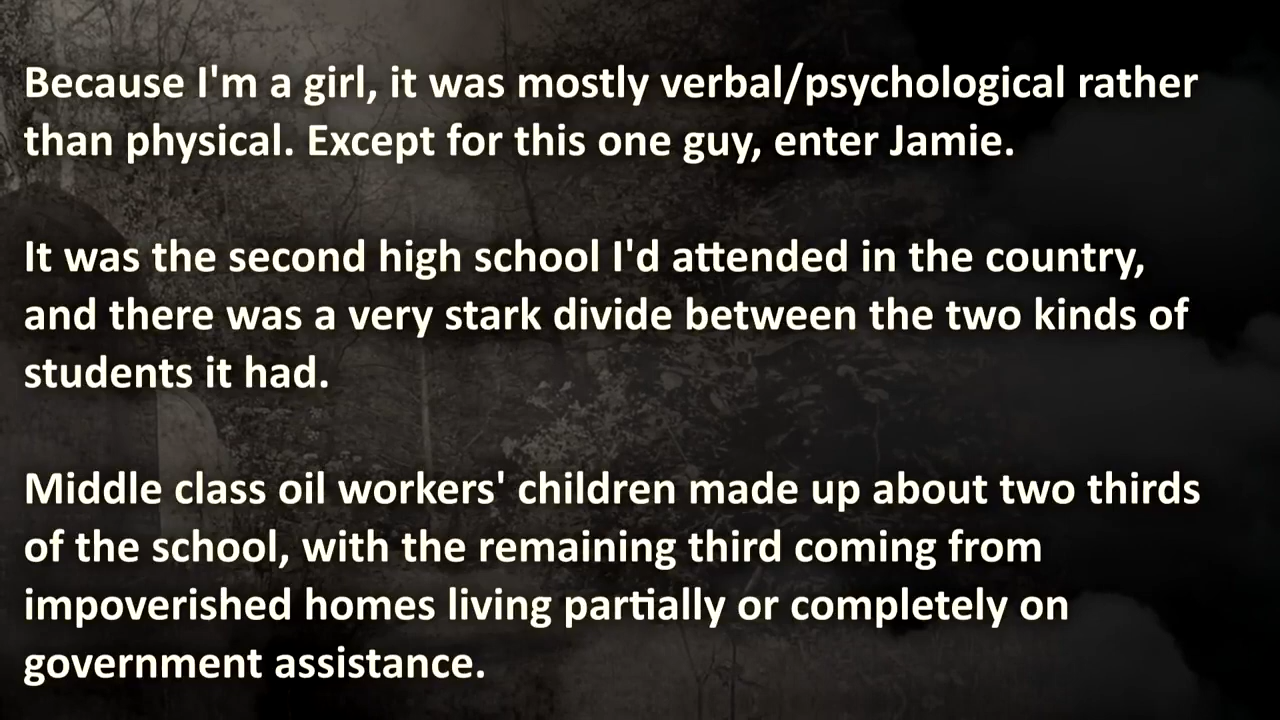 Because I'm a girl, it was mostly verbal/psychological rather
than physical. Except for this one guy, enter Jamie.
It was the second high school I'd attended in the country,
and there was a very stark divide between the two kinds of
students it had.
Middle class oil workers' children made up about two thirds
of the school, with the remaining third coming from
impoverished homes living partially or completely on
government assistance.